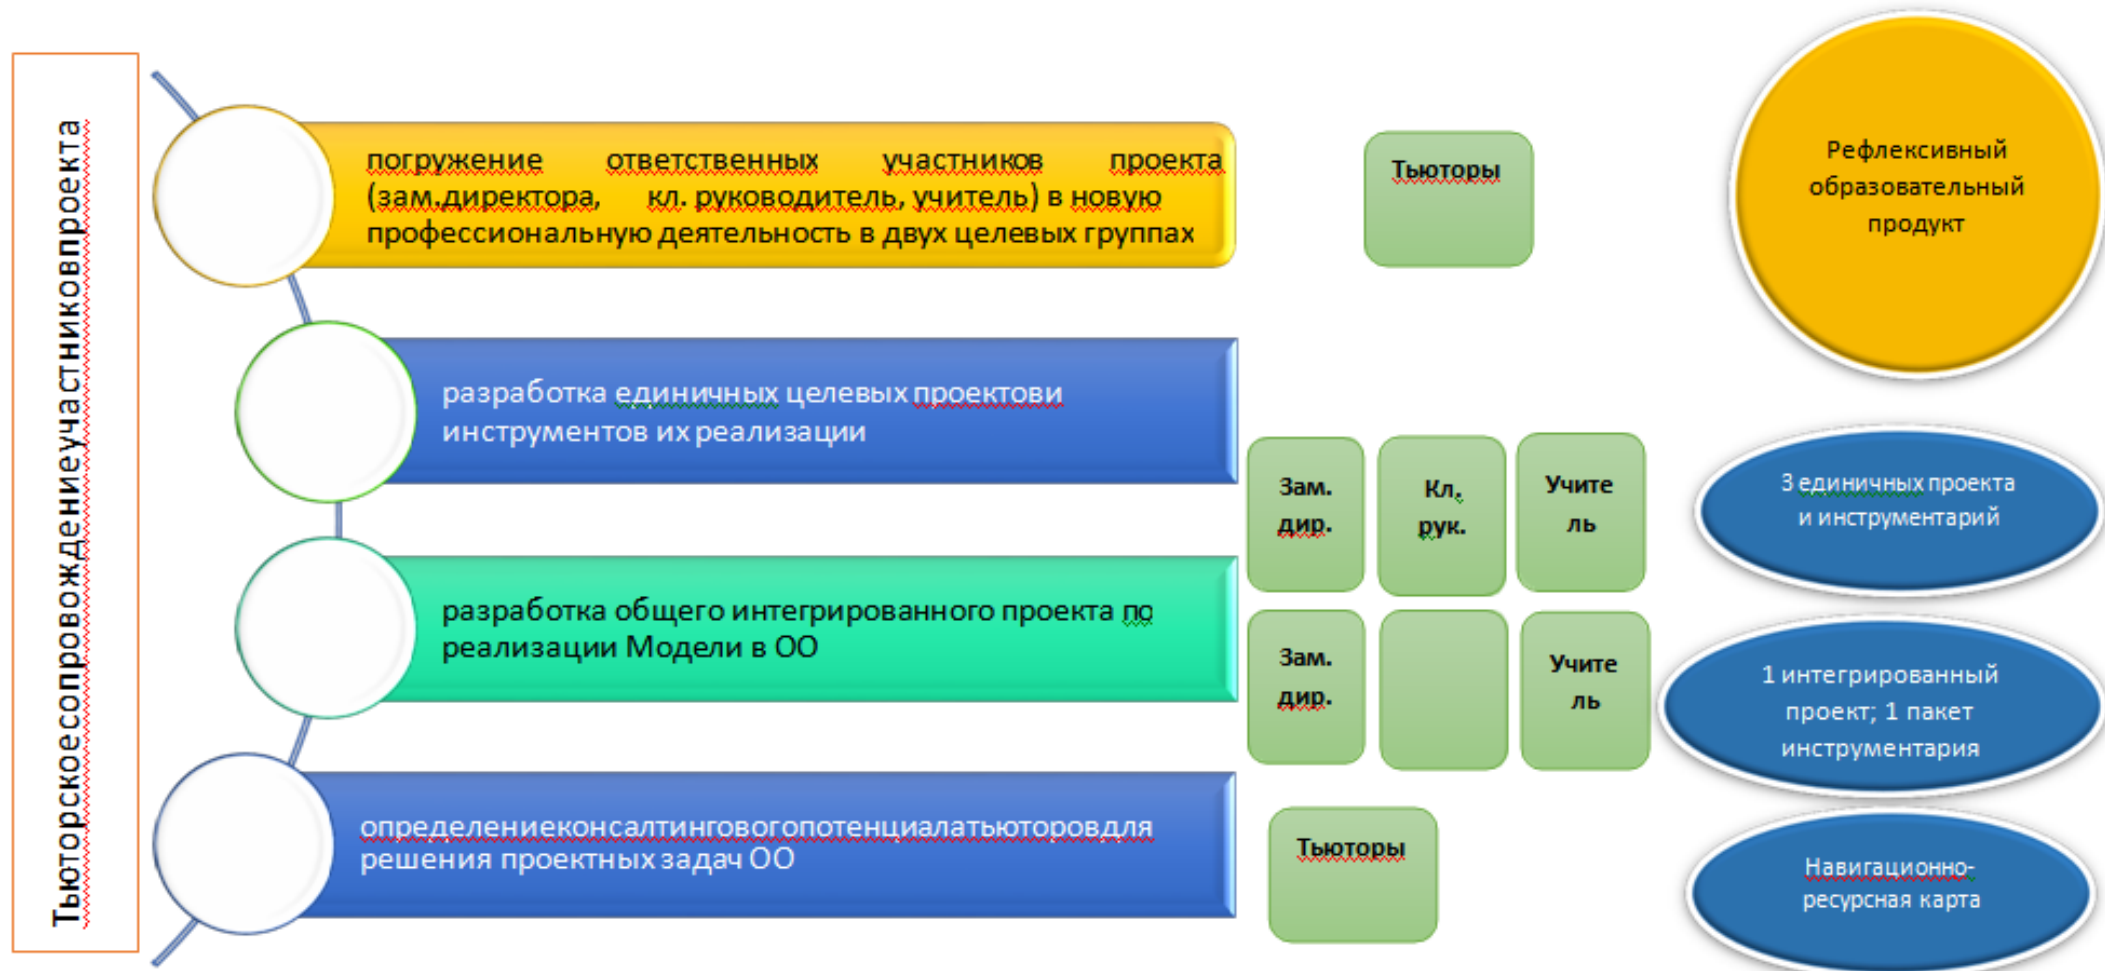 Тьюторскоесопровождениеучастниковпроекта
погружение ответственных участников проекта
(зам.директора, кл. руководитель, учитель) в новую
профессиональную деятельность в двух целевых группах
Тьюторы
Рефлексивный
образовательный
продукт
разработка единичных целевых проектови
инструментов их реализации
Зам.
дир.
Кл.
рук.
Учите
ль
3 единичных проекта
и инструментарий
разработка общего интегрированного проекта по
реализации Модели в ОО
Зам.
дир.
Учите
ль
1 интегрированный
проект; 1 пакет
инструментария
определениеконсалтинговогопотенциалатьюторовдля
решения проектных задач ОО
Тьюторы
Навигационно-
ресурсная карта